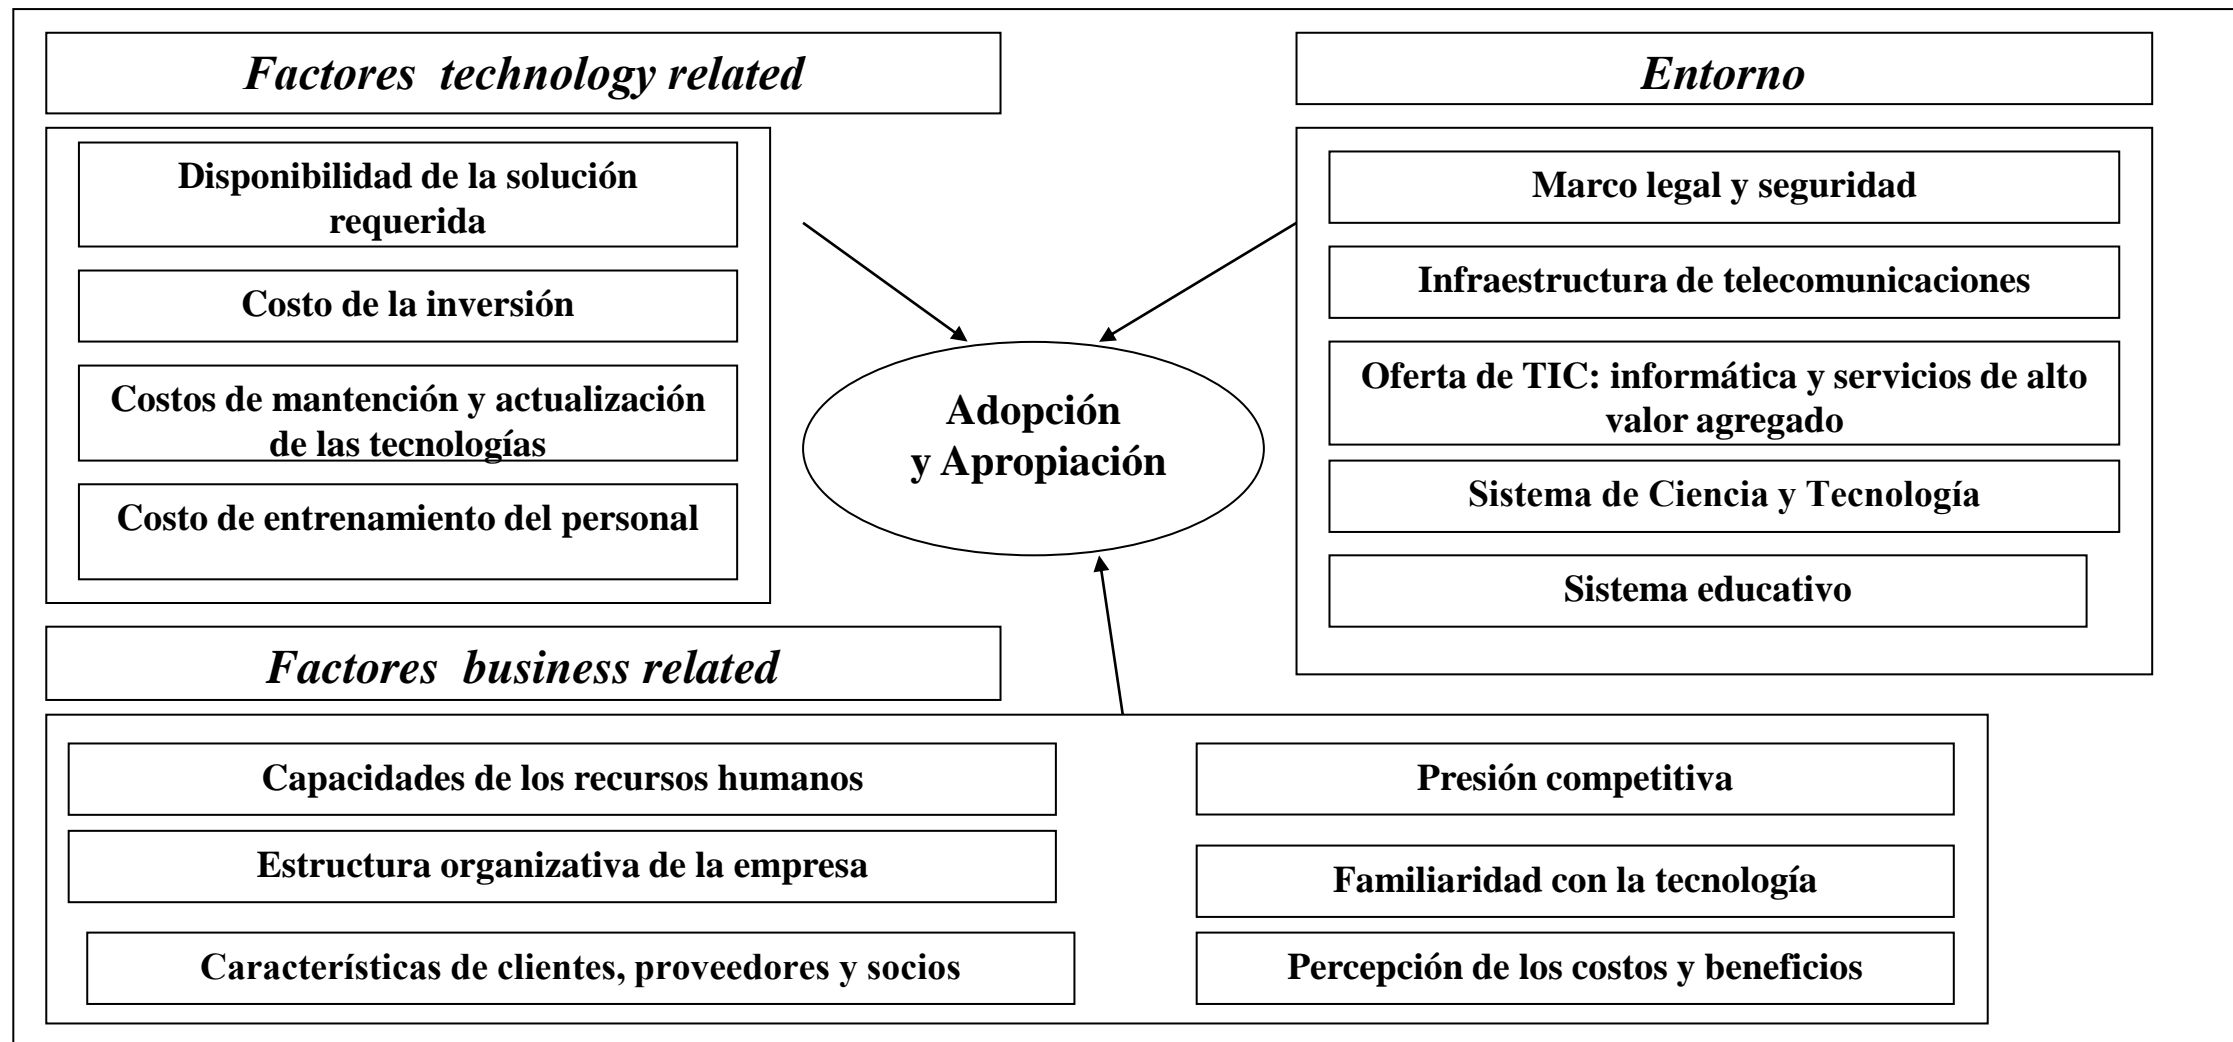 Factores technology related
Disponibilidad de la solución
requerida
Costo de la inversión
Costos de mantención y actualización
de las tecnologías
Costo de entrenamiento del personal
Entorno
Marco legal y seguridad
Infraestructura de telecomunicaciones
Oferta de TIC: informática y servicios de alto
valor agregado
Sistema de Ciencia y Tecnología
Sistema educativo
Adopción
y Apropiación
Factores business related
Capacidades de los recursos humanos
Estructura organizativa de la empresa
Características de clientes, proveedores y socios
Presión competitiva
Familiaridad con la tecnología
Percepción de los costos y beneficios